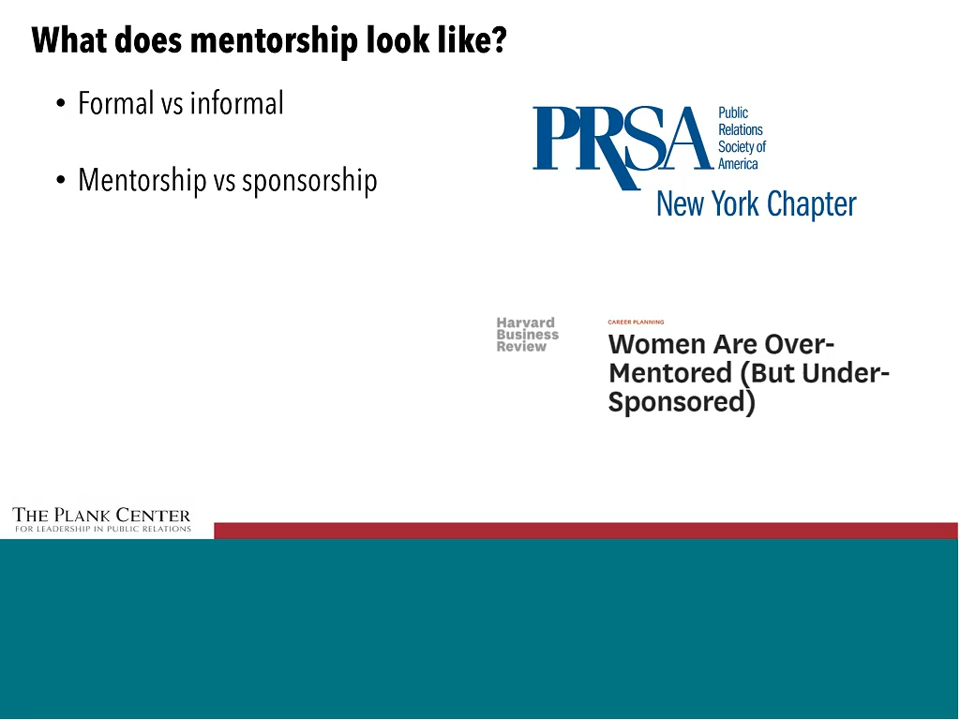 What does mentorship look like?
• Formal vs informal
• Mentorship vs sponsorship
PRSA
Public
Relations
Society of
America
New York Chapter
Harvard
Business
Review
CAREER PLANNING
Women Are Over-
Mentored (But Under-
Sponsored)
THE PLANK CENTER
FOR LEADERSHIP IN PUBLIC RELATIONS